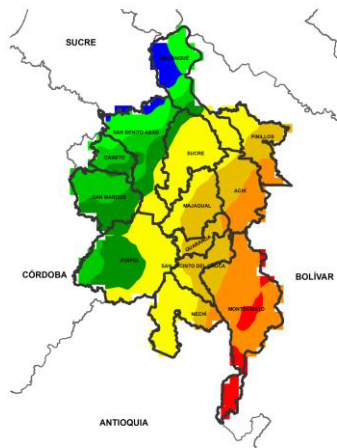 SUCRE
MAGANGUÉ
SAN BENITO ABAD
PINILLOS
SUCRE
CAIMITO
ACHÍ
SAN MARCOS
MAJAGUAL
GUARANDA
AYAPEL
CÓRDOBA
SAN JACINTO DEL CAUCA
BOLÍVAR
MONTECRISTO
NECHÍ
ANTIOQUIA